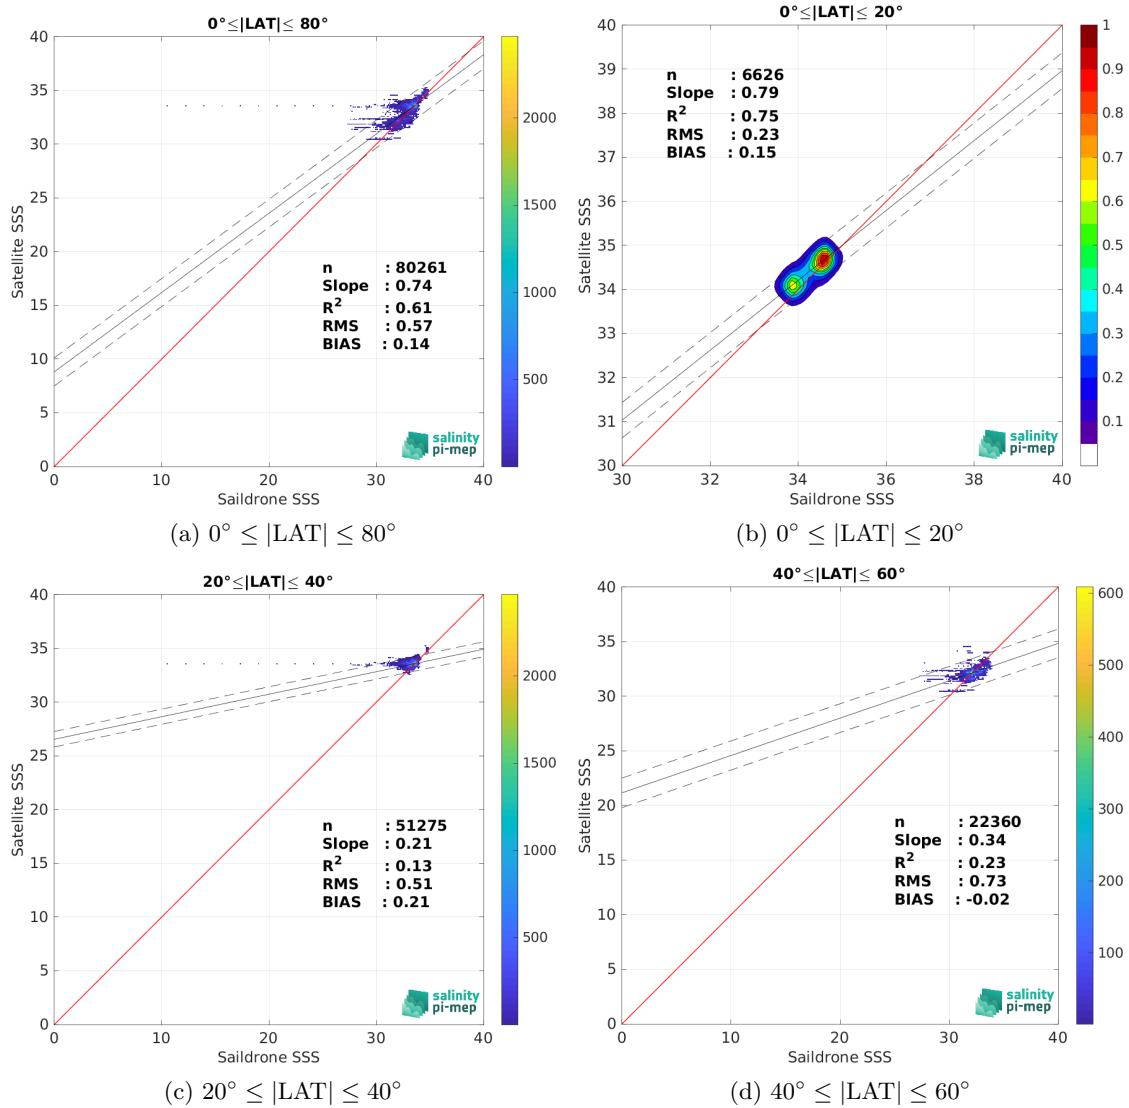 0°≤|LAT|≤ 80°
40
35
30
25
20
15
10
5
0
Satellite SSS
n : 80261
Slope : 0.74
R² : 0.61
RMS : 0.57
BIAS : 0.14
salinity
pi-mep
0 10 20 30 40
Saildrone SSS
2000
1500
1000
500
(a) 0° ≤ |LAT| ≤ 80°
0°≤|LAT|≤ 20°
40
39
38
37
36
35
34
33
32
31
30
Satellite SSS
n : 6626
Slope : 0.79
R² : 0.75
RMS : 0.23
BIAS : 0.15
salinity
pi-mep
30 32 34 36 38 40
Saildrone SSS
1
0.9
0.8
0.7
0.6
0.5
0.4
0.3
0.2
0.1
(b) 0° ≤ |LAT| ≤ 20°
20°≤|LAT|≤ 40°
40
35
30
25
20
15
10
5
0
Satellite SSS
n : 51275
Slope : 0.21
R² : 0.13
RMS : 0.51
BIAS : 0.21
salinity
pi-mep
0 10 20 30 40
Saildrone SSS
2000
1500
1000
500
(c) 20° ≤ |LAT| ≤ 40°
40°≤|LAT|≤ 60°
40
35
30
25
20
15
10
5
0
Satellite SSS
n : 22360
Slope : 0.34
R² : 0.23
RMS : 0.73
BIAS : -0.02
salinity
pi-mep
0 10 20 30 40
Saildrone SSS
600
500
400
300
200
100
(d) 40° ≤ |LAT| ≤ 60°